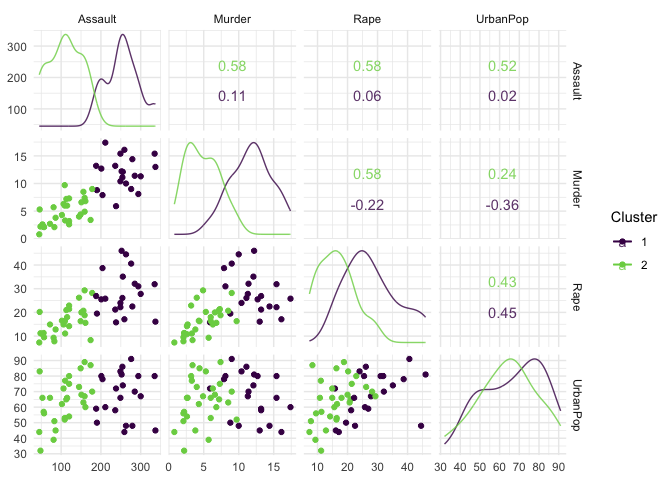 Assault Murder Rape UrbanPop
300
200
100
0.58 0.58 0.52
0.11 0.06 0.02
Assault
15
10
5
0
0.58 0.24
-0.22 -0.36
Murder
Cluster
1
2
40
30
20
10
0.43
0.45
Rape
90
80
70
60
50
40
30
UrbanPop
100 200 300 0 5 10 15 10 20 30 40 30 40 50 60 70 80 90